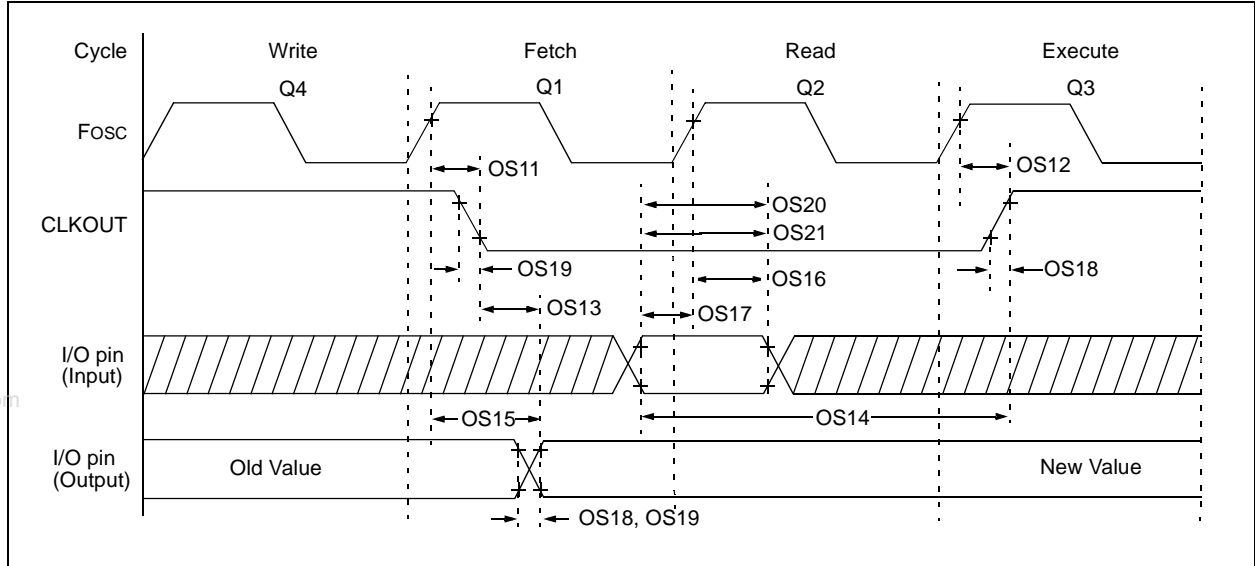 Cycle Write Fetch Read Execute
Q4 Q1 Q2 Q3
FOSC
OS11 OS12
OS20
CLKOUT
OS21
OS19 OS16 OS18
OS13 OS17
I/O pin
(Input)
om
OS15 OS14
I/O pin
(Output)
Old Value New Value
OS18, OS19